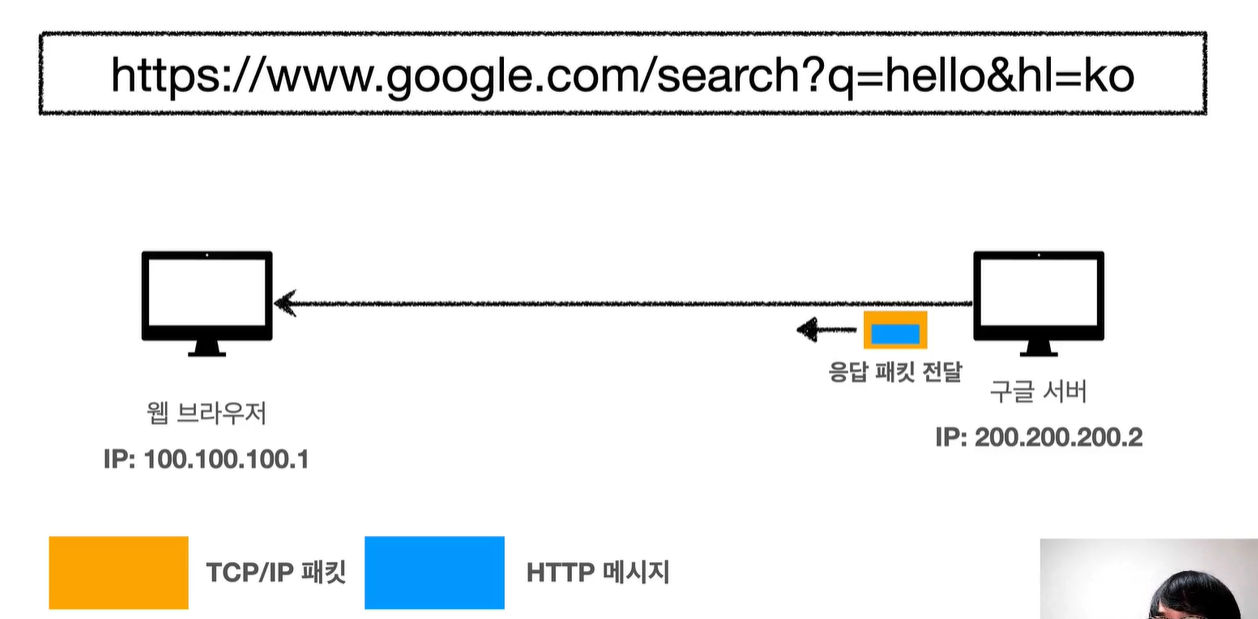 https://www.google.com/search?q=hello&hl=ko
응답 패킷 전달
웹 브라우저
구글 서버
IP: 100.100.100.1
IP: 200.200.200.2
TCP/IP 패킷
HTTP 메시지